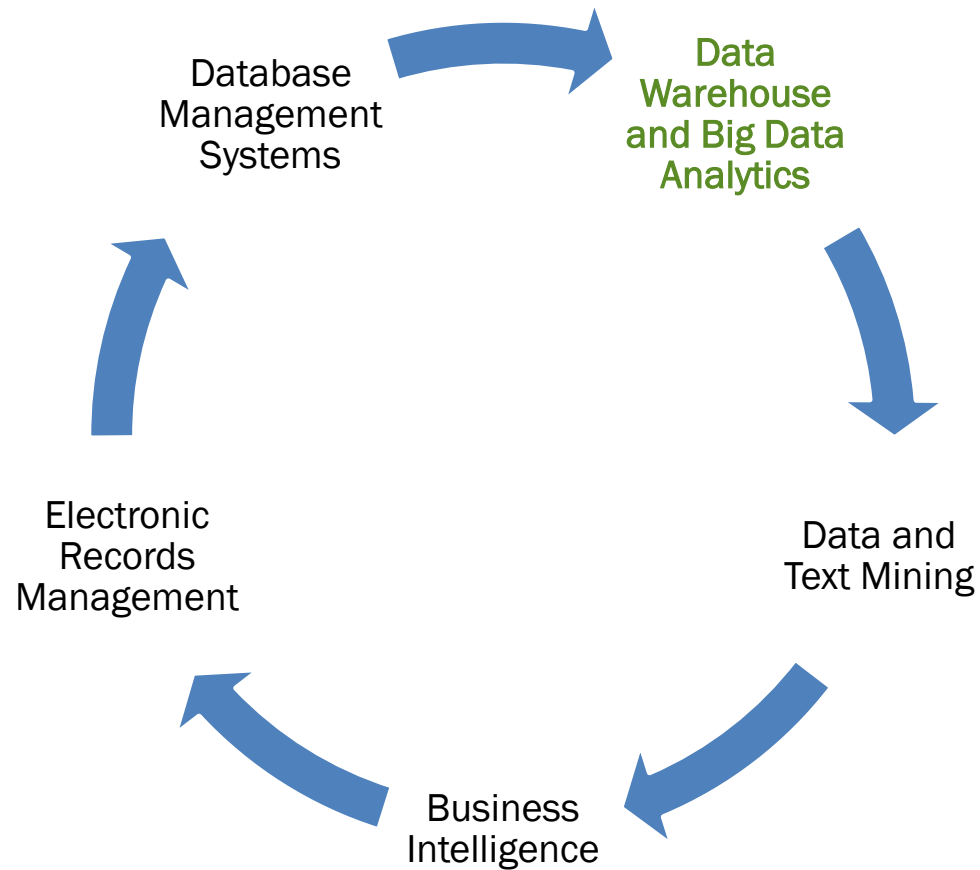 Database
Management
Systems
Data
Warehouse
and Big Data
Analytics
Data and
Text Mining
Business
Intelligence
Electronic
Records
Management